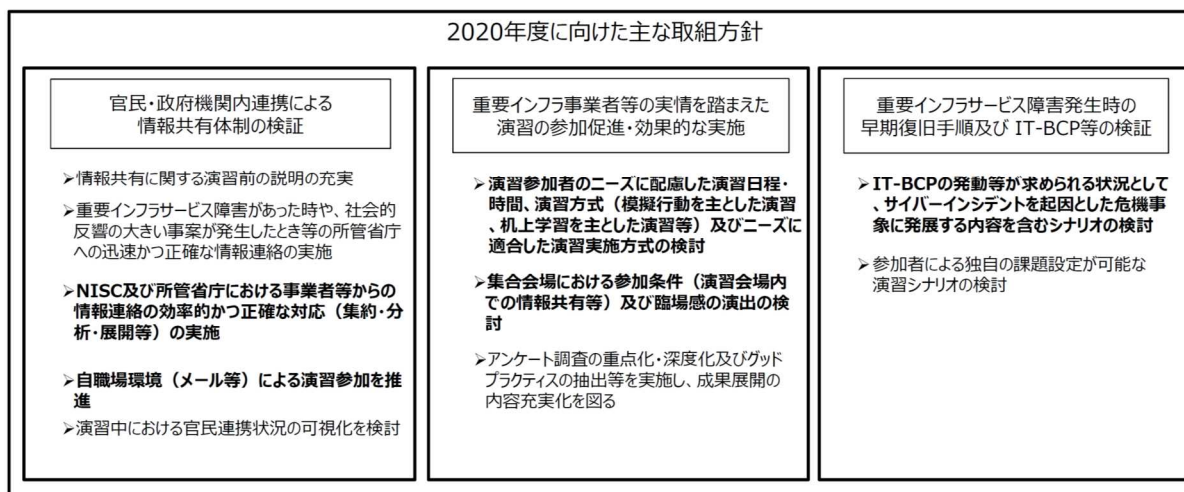 2020年度に向けた主な取組方針
官民・政府機関内連携による
情報共有体制の検証
➢情報共有に関する演習前の説明の充実
➢重要インフラサービス障害があった時や、社会的
反響の大きい事案が発生したとき等の所管省庁
への迅速かつ正確な情報連絡の実施
➢NISC及び所管省庁における事業者等からの
情報連絡の効率的かつ正確な対応（集約・分
析・展開等）の実施
➢自職場環境（メール等）による演習参加を推
進
➢演習中における官民連携状況の可視化を検討
重要インフラ事業者等の実情を踏まえた
演習の参加促進・効果的な実施
➢演習参加者のニーズに配慮した演習日程・
時間、演習方式（模擬行動を主とした演習
、机上学習を主とした演習等）及びニーズに
適合した演習実施方式の検討
➢集合会場における参加条件（演習会場内
での情報共有等）及び臨場感の演出の検
討
➢アンケート調査の重点化・深度化及びグッド
プラクティスの抽出等を実施し、成果展開の
内容充実化を図る
重要インフラサービス障害発生時の
早期復旧手順及び IT-BCP等の検証
➢IT-BCPの発動等が求められる状況として
、サイバーインシデントを起因とした危機事
象に発展する内容を含むシナリオの検討
➢参加者による独自の課題設定が可能な
演習シナリオの検討